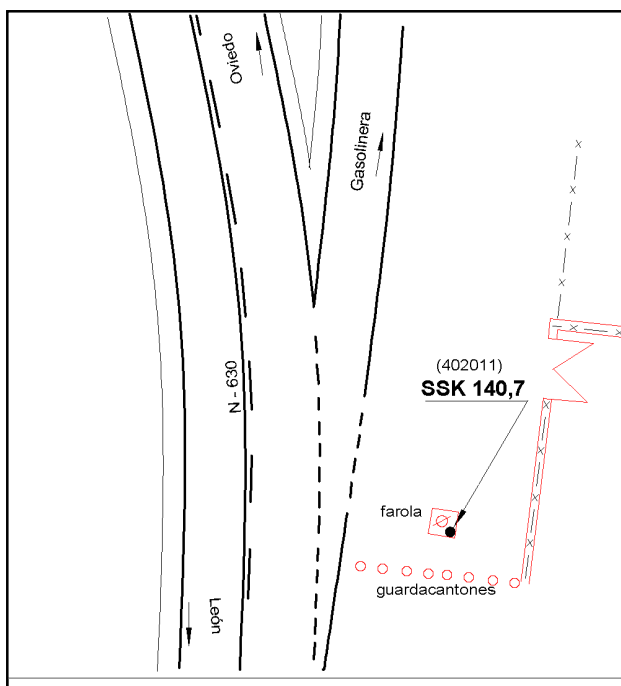 Oviedo
Gasolinera
N - 630
(402011)
SSK 140,7
farola
guardacantones
León